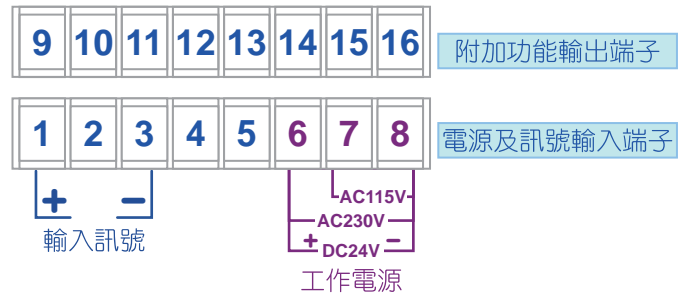 9 10 11 12 13 14 15 16
附加功能輸出端子
1 2 3 4 5 6 7 8
電源及訊號輸入端子
+ −
輸入訊號
AC115V
AC230V
+ DC24V −
工作電源